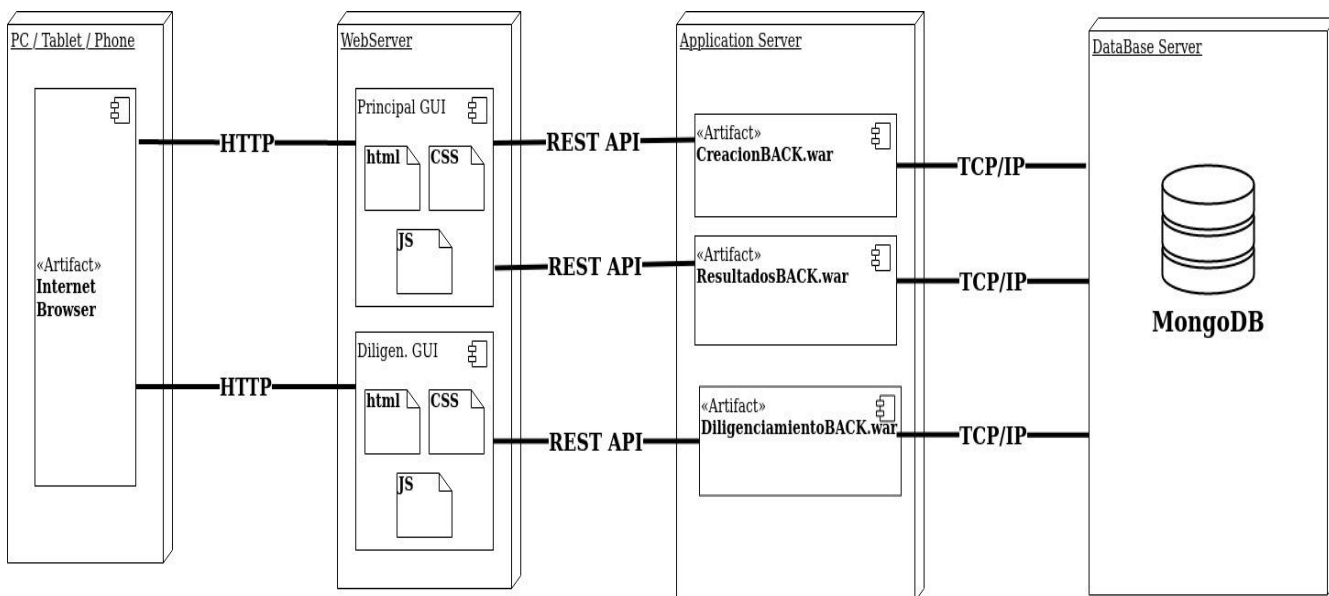 PC / Tablet / Phone
«Artifact»
Internet
Browser
HTTP
HTTP
WebServer
Principal GUI
html
CSS
JS
Diligen. GUI
html
CSS
JS
REST API
REST API
REST API
Application Server
«Artifact»
CreacionBACK.war
«Artifact»
ResultadosBACK.war
«Artifact»
DiligenciamientoBACK.war
TCP/IP
TCP/IP
TCP/IP
DataBase Server
MongoDB